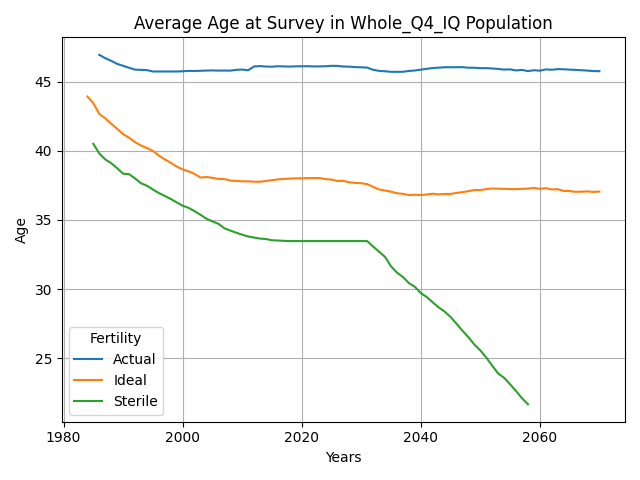 Average Age at Survey in Whole_Q4_IQ Population
Age
45
40
35
30
25
Fertility
Actual
Ideal
Sterile
1980
2000
2020
2040
2060
Years